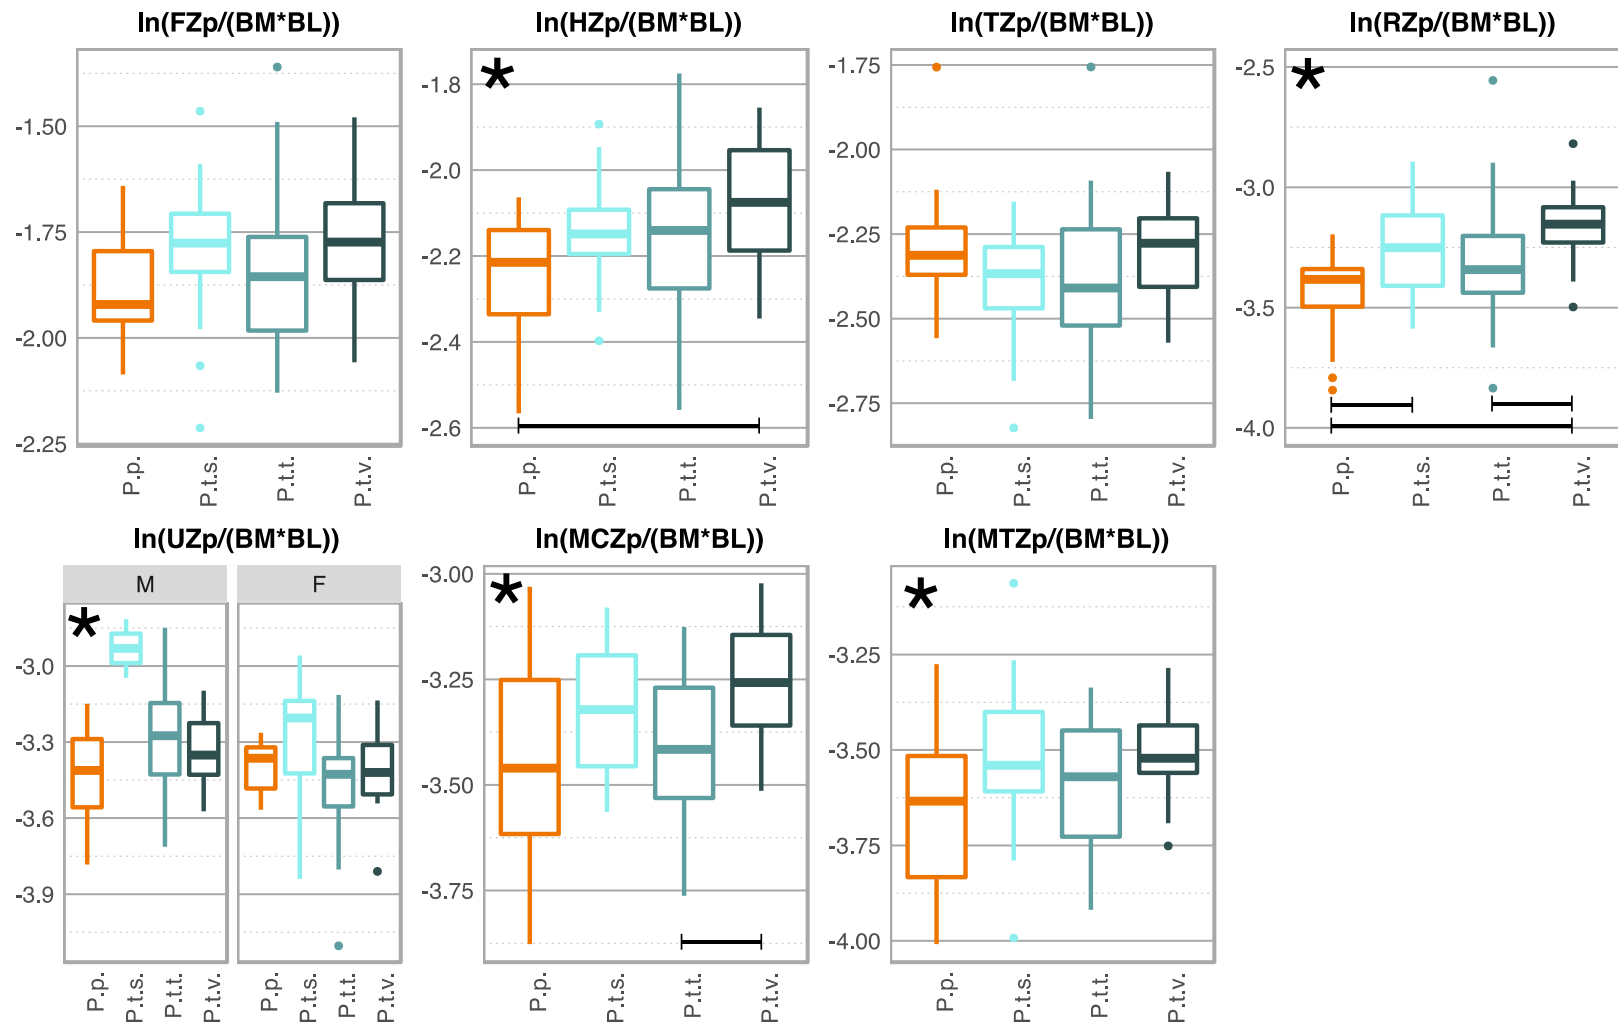 ln(FZp/(BM*BL))
-1.50
-1.75
-2.00
-2.25
P.p.
P.t.s.
P.t.t.
P.t.v.
ln(HZp/(BM*BL))
*
-1.8
-2.0
-2.2
-2.4
-2.6
P.p.
P.t.s.
P.t.t.
P.t.v.
ln(TZp/(BM*BL))
-1.75
-2.00
-2.25
-2.50
-2.75
P.p.
P.t.s.
P.t.t.
P.t.v.
ln(RZp/(BM*BL))
*
-2.5
-3.0
-3.5
-4.0
P.p.
P.t.s.
P.t.t.
P.t.v.
ln(UZp/(BM*BL))
M
F
*
-3.0
-3.3
-3.6
-3.9
P.p.
P.t.s.
P.t.t.
P.t.v.
P.p.
P.t.s.
P.t.t.
P.t.v.
ln(MCZp/(BM*BL))
*
-3.00
-3.25
-3.50
-3.75
P.p.
P.t.s.
P.t.t.
P.t.v.
ln(MTZp/(BM*BL))
*
-3.25
-3.50
-3.75
-4.00
P.p.
P.t.s.
P.t.t.
P.t.v.